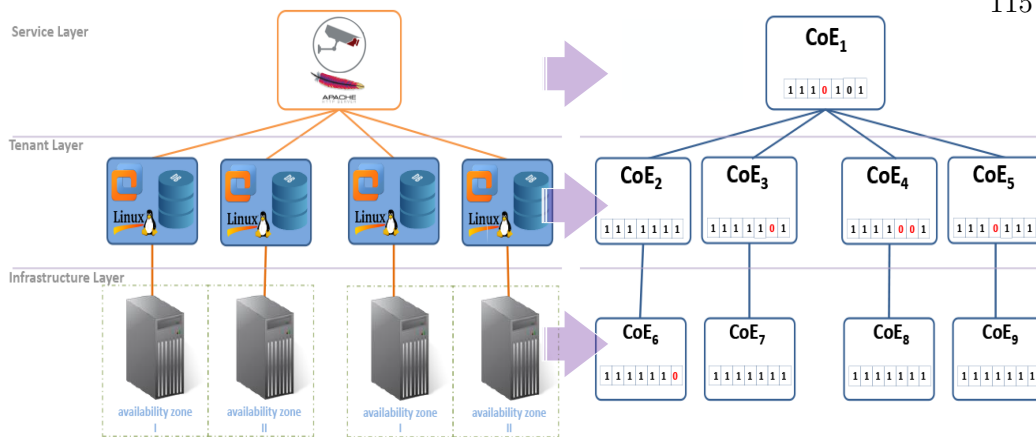 115
Service Layer
CoE1
APACHE
HTTP SERVER
1 1 1 0 1 0 1
Tenant Layer
CoE2 CoE3 CoE4 CoE5
Linux Linux Linux Linux
1 1 1 1 1 1 1 1 1 1 1 1 0 1 1 1 1 1 0 0 1 1 1 1 0 1 1 1
Infrastructure Layer
CoE6 CoE7 CoE8 CoE9
1 1 1 1 1 1 0 1 1 1 1 1 1 1 1 1 1 1 1 1 1 1 1 1 1 1 1 1
availability zone availability zone availability zone availability zone
I II I II